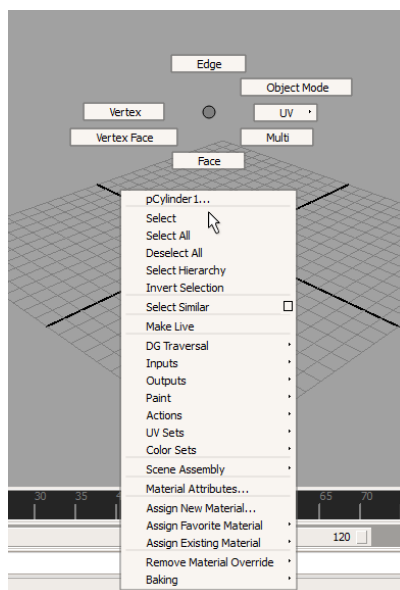 Edge
Object Mode
Vertex
UV
Vertex Face
Multi
Face
pCylinder1...
Select
Select All
Deselect All
Select Hierarchy
Invert Selection
Select Similar
Make Live
DG Traversal
Inputs
Outputs
Paint
Actions
UV Sets
Color Sets
Scene Assembly
Material Attributes...
30 35 65 70
Assign New Material...
Assign Favorite Material
Assign Existing Material
120
Remove Material Override
Baking